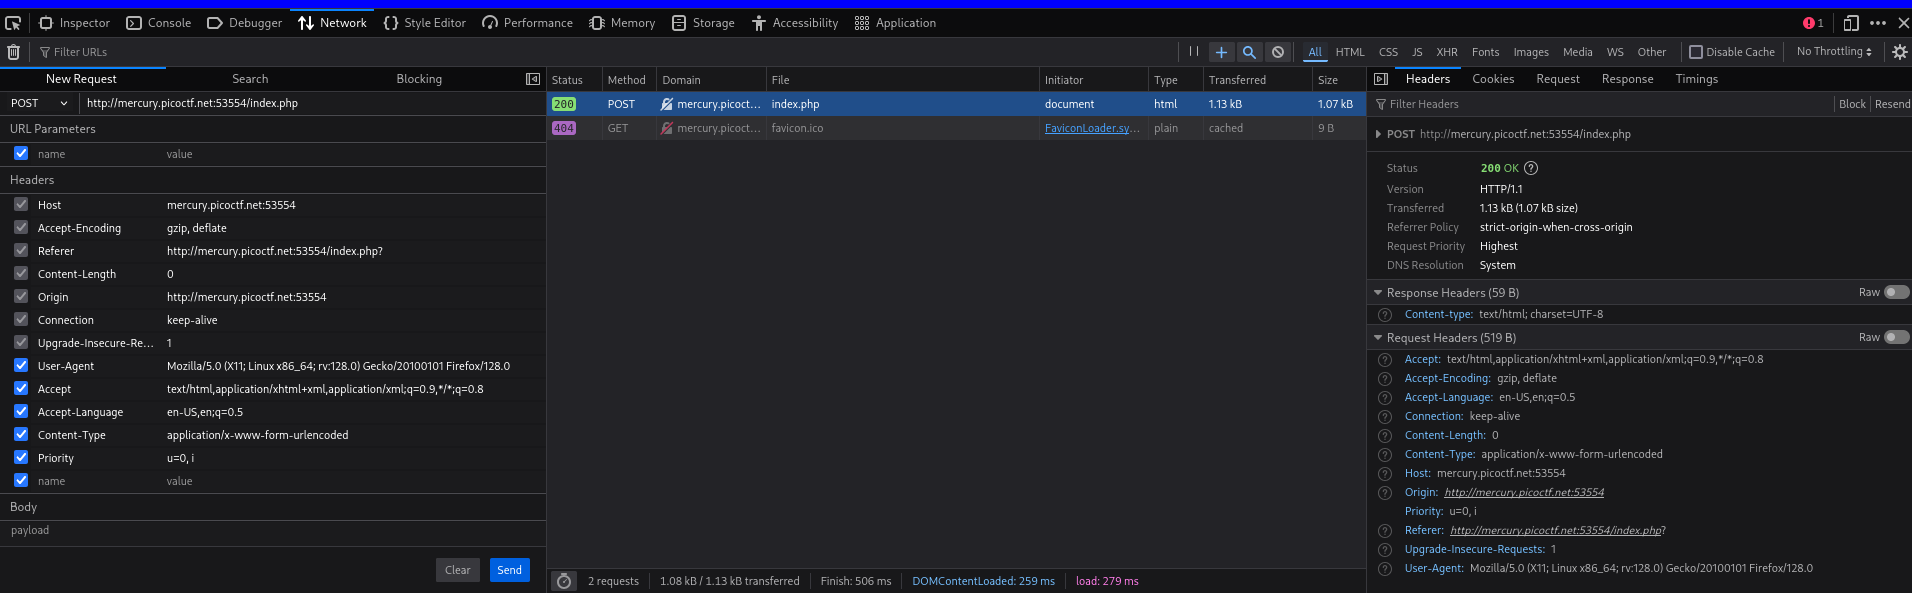 Inspector Console Debugger Network Style Editor Performance Memory Storage Accessibility Application 1
Filter URLs All HTML CSS JS XHR Fonts Images Media WS Other Disable Cache No Throttling
New Request Search Blocking
POST http://mercury.picoctf.net:53554/index.php
URL Parameters
name value
Headers
Host mercury.picoctf.net:53554
Accept-Encoding gzip, deflate
Referer http://mercury.picoctf.net:53554/index.php?
Content-Length 0
Origin http://mercury.picoctf.net:53554
Connection keep-alive
Upgrade-Insecure-Re... 1
User-Agent Mozilla/5.0 (X11; Linux x86_64; rv:128.0) Gecko/20100101 Firefox/128.0
Accept text/html,application/xhtml+xml,application/xml;q=0.9,*/*;q=0.8
Accept-Language en-US,en;q=0.5
Content-Type application/x-www-form-urlencoded
Priority u=0, i
name value
Body
payload
Clear Send
Status Method Domain File Initiator Type Transferred Size
200 POST mercury.picoct... index.php document html 1.13 kB 1.07 kB
404 GET mercury.picoct... favicon.ico FaviconLoader.sy... plain cached 9 B
2 requests 1.08 kB / 1.13 kB transferred Finish: 506 ms DOMContentLoaded: 259 ms load: 279 ms
Headers Cookies Request Response Timings
Filter Headers Block Resend
POST http://mercury.picoctf.net:53554/index.php
Status 200 OK ?
Version HTTP/1.1
Transferred 1.13 kB (1.07 kB size)
Referrer Policy strict-origin-when-cross-origin
Request Priority Highest
DNS Resolution System
Response Headers (59 B) Raw
? Content-type: text/html; charset=UTF-8
Request Headers (519 B) Raw
? Accept: text/html,application/xhtml+xml,application/xml;q=0.9,*/*;q=0.8
? Accept-Encoding: gzip, deflate
? Accept-Language: en-US,en;q=0.5
? Connection: keep-alive
? Content-Length: 0
? Content-Type: application/x-www-form-urlencoded
? Host: mercury.picoctf.net:53554
? Origin: http://mercury.picoctf.net:53554
Priority: u=0, i
? Referer: http://mercury.picoctf.net:53554/index.php?
? Upgrade-Insecure-Requests: 1
? User-Agent: Mozilla/5.0 (X11; Linux x86_64; rv:128.0) Gecko/20100101 Firefox/128.0